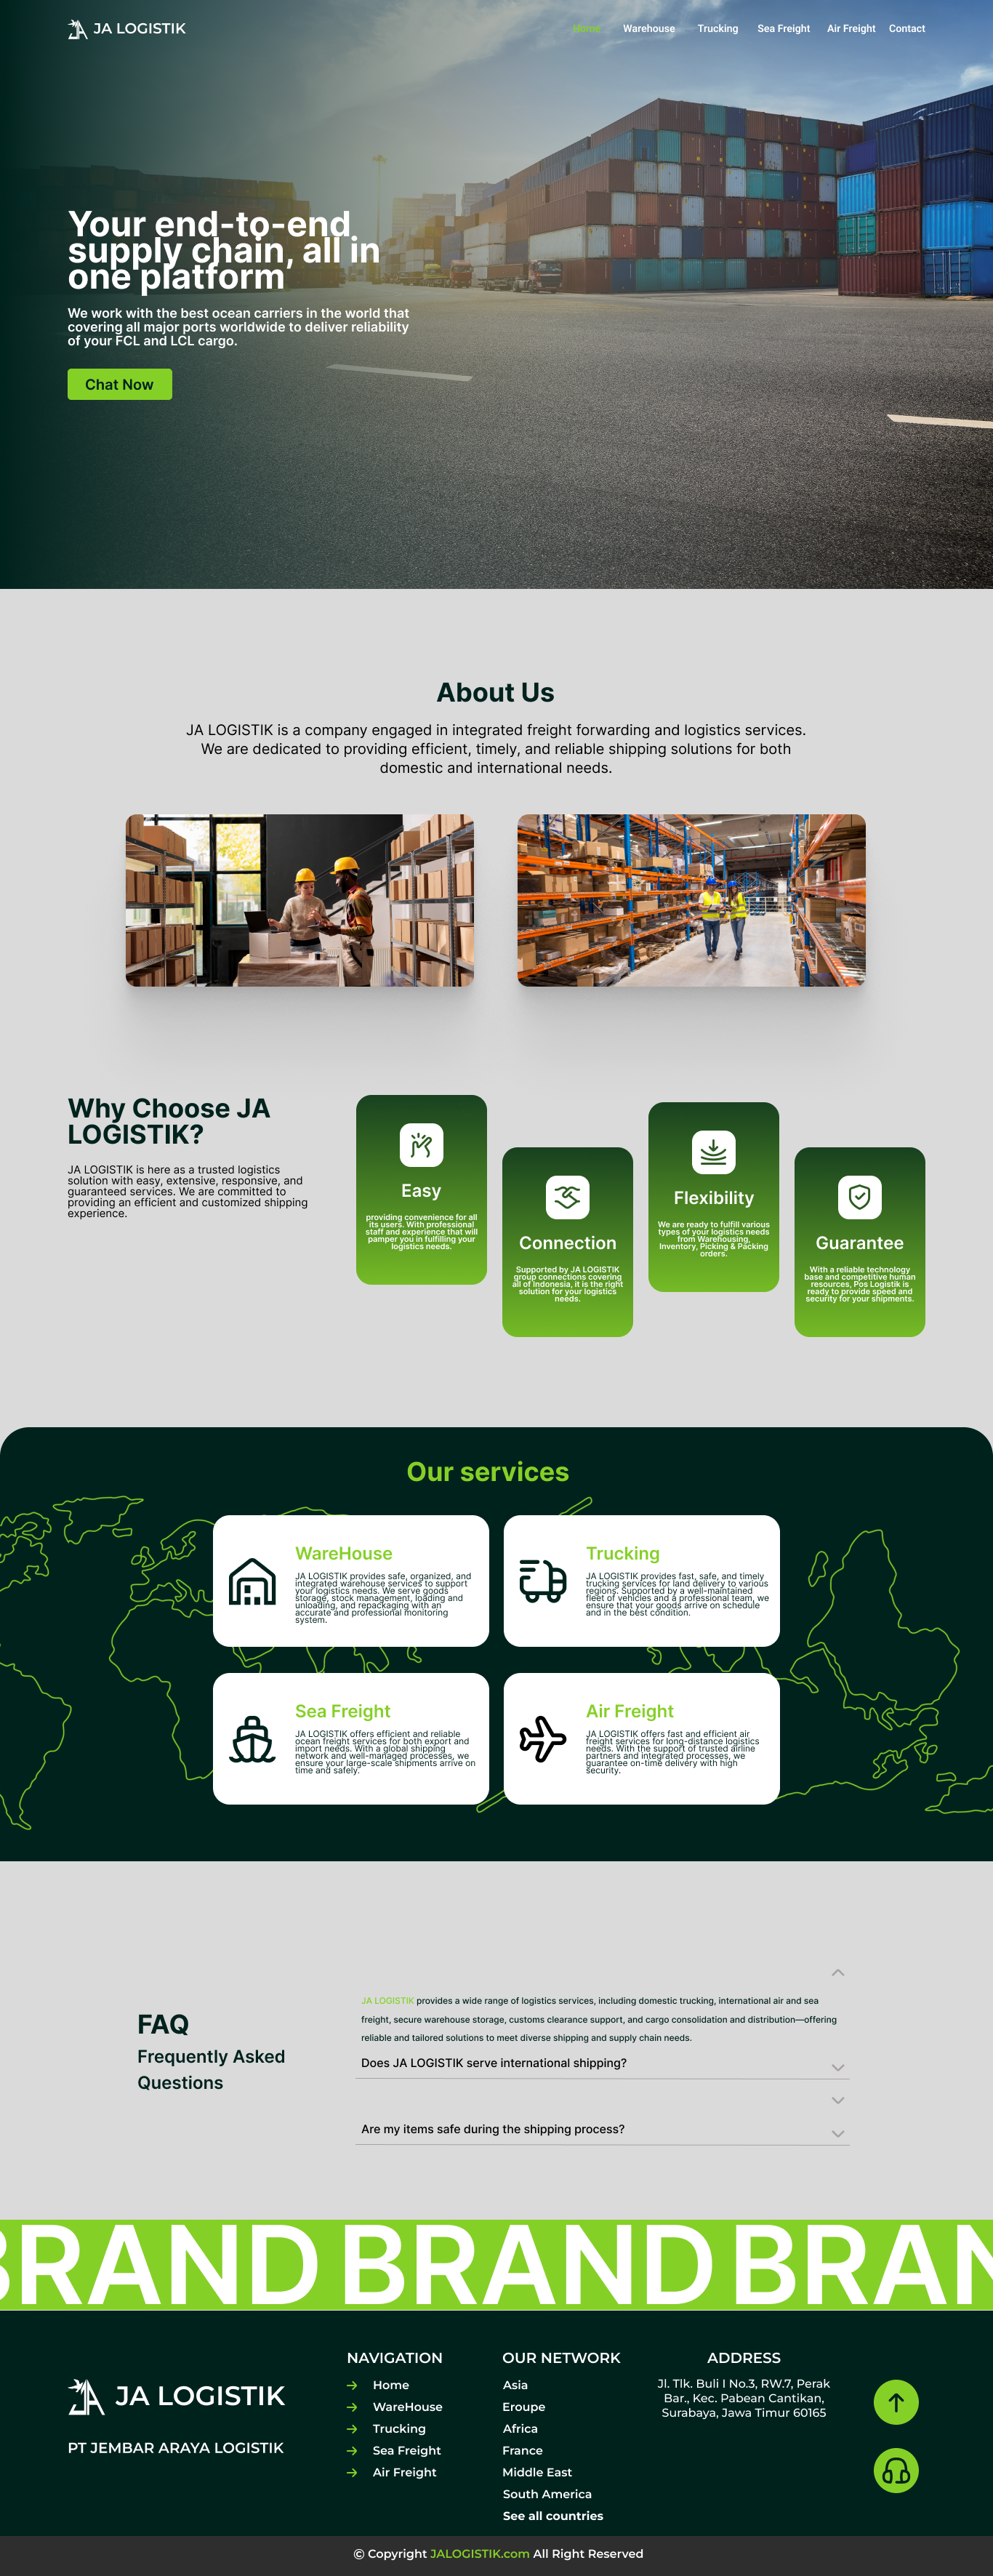 JA LOGISTIK
Home Warehouse Trucking Sea Freight Air Freight Contact
Your end-to-end
supply chain, all in
one platform
We work with the best ocean carriers in the world that
covering all major ports worldwide to deliver reliability
of your FCL and LCL cargo.
Chat Now
About Us
JA LOGISTIK is a company engaged in integrated freight forwarding and logistics services.
We are dedicated to providing efficient, timely, and reliable shipping solutions for both
domestic and international needs.
Why Choose JA
LOGISTIK?
JA LOGISTIK is here as a trusted logistics
solution with easy, extensive, responsive, and
guaranteed services. We are committed to
providing an efficient and customized shipping
experience.
Easy
providing convenience for all
its users. With professional
staff and experience that will
pamper you in fulfilling your
logistics needs.
Connection
Supported by JA LOGISTIK
group connections covering
all of Indonesia, it is the right
solution for your logistics
needs.
Flexibility
We are ready to fulfill various
types of your logistics needs
from Warehousing,
Inventory, Picking & Packing
orders.
Guarantee
With a reliable technology
base and competitive human
resources, Pos Logistik is
ready to provide speed and
security for your shipments.
Our services
WareHouse
JA LOGISTIK provides safe, organized, and
integrated warehouse services to support
your logistics needs. We serve goods
storage, stock management, loading and
unloading, and repackaging with an
accurate and professional monitoring
system.
Trucking
JA LOGISTIK provides fast, safe, and timely
trucking services for land delivery to various
regions. Supported by a well-maintained
fleet of vehicles and a professional team, we
ensure that your goods arrive on schedule
and in the best condition.
Sea Freight
JA LOGISTIK offers efficient and reliable
ocean freight services for both export and
import needs. With a global shipping
network and well-managed processes, we
ensure your large-scale shipments arrive on
time and safely.
Air Freight
JA LOGISTIK offers fast and efficient air
freight services for long-distance logistics
needs. With the support of trusted airline
partners and integrated processes, we
guarantee on-time delivery with high
security.
FAQ
Frequently Asked
Questions
JA LOGISTIK provides a wide range of logistics services, including domestic trucking, international air and sea
freight, secure warehouse storage, customs clearance support, and cargo consolidation and distribution—offering
reliable and tailored solutions to meet diverse shipping and supply chain needs.
Does JA LOGISTIK serve international shipping?
Are my items safe during the shipping process?
BRAND BRAND BRAN
JA LOGISTIK
PT JEMBAR ARAYA LOGISTIK
NAVIGATION
Home
WareHouse
Trucking
Sea Freight
Air Freight
OUR NETWORK
Asia
Eroupe
Africa
France
Middle East
South America
See all countries
ADDRESS
Jl. Tlk. Buli I No.3, RW.7, Perak
Bar., Kec. Pabean Cantikan,
Surabaya, Jawa Timur 60165
© Copyright JALOGISTIK.com All Right Reserved